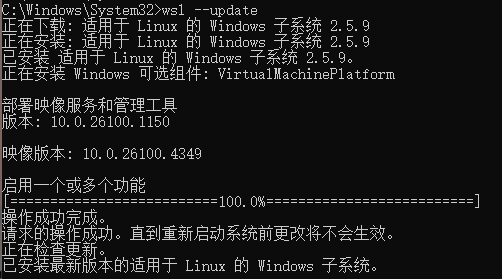 C:\Windows\System32>wsl --update
正在下载: 适用于 Linux 的 Windows 子系统 2.5.9
正在安装: 适用于 Linux 的 Windows 子系统 2.5.9
已安装 适用于 Linux 的 Windows 子系统 2.5.9。
正在安装 Windows 可选组件: VirtualMachinePlatform
部署映像服务和管理工具
版本: 10.0.26100.1150
映像版本: 10.0.26100.4349
启用一个或多个功能
[==========================100.0%==========================]
操作成功完成。
请求的操作成功。直到重新启动系统前更改将不会生效。
正在检查更新。
已安装最新版本的适用于 Linux 的 Windows 子系统。